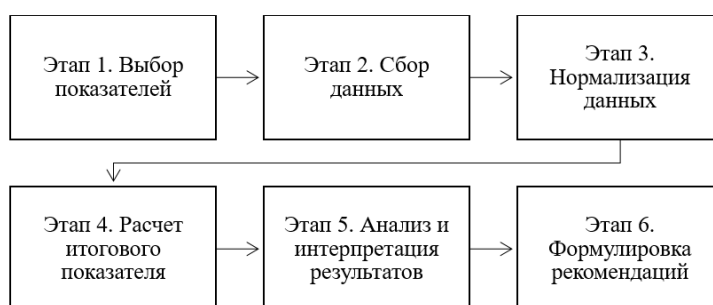 Этап 1. Выбор
показателей
Этап 2. Сбор
данных
Этап 3.
Нормализация
данных
Этап 4. Расчет
итогового
показателя
Этап 5. Анализ и
интерпретация
результатов
Этап 6.
Формулировка
рекомендаций